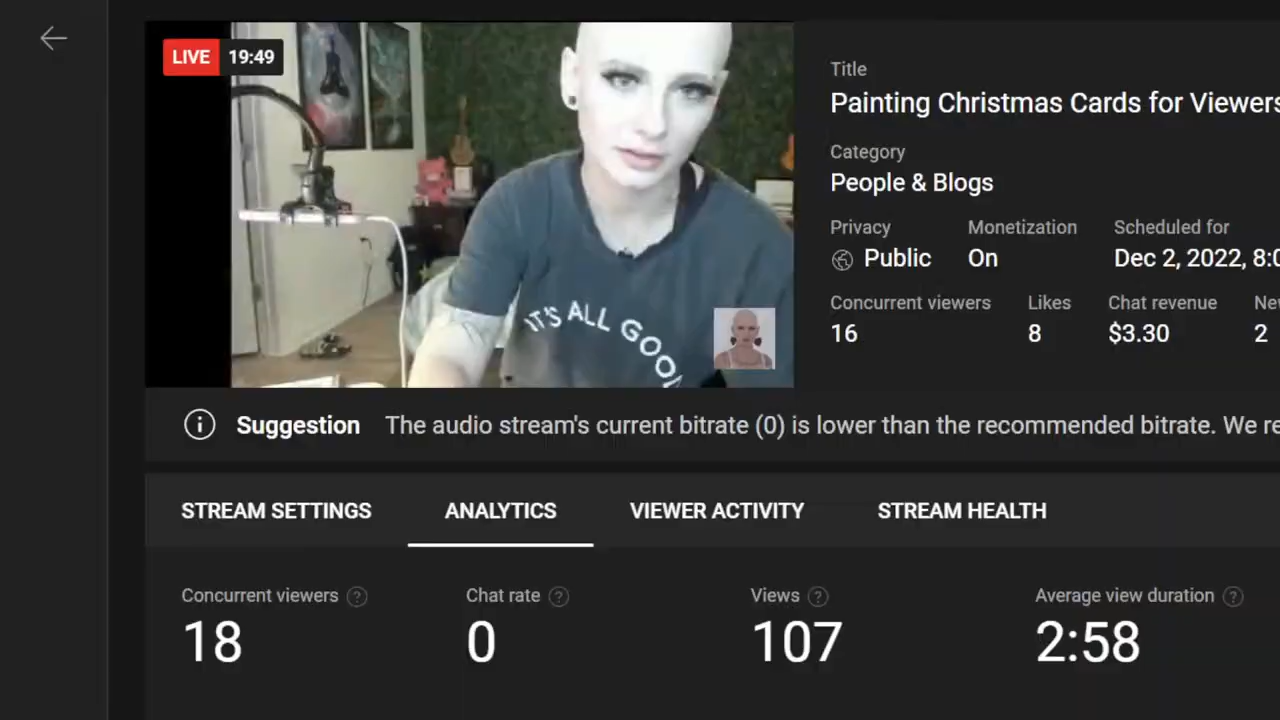 LIVE 19:49
Title
Painting Christmas Cards for Viewers
Category
People & Blogs
Privacy Monetization Scheduled for
Public On Dec 2, 2022, 8:0
Concurrent viewers Likes Chat revenue Ne
16 8 $3.30 2
IT'S ALL GOOD
Suggestion The audio stream's current bitrate (0) is lower than the recommended bitrate. We re
STREAM SETTINGS ANALYTICS VIEWER ACTIVITY STREAM HEALTH
Concurrent viewers ? Chat rate ? Views ? Average view duration ?
18 0 107 2:58